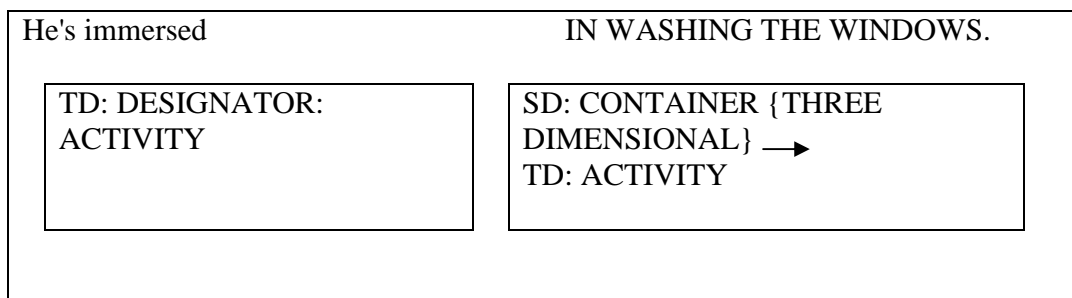 He's immersed IN WASHING THE WINDOWS.
TD: DESIGNATOR:
ACTIVITY
SD: CONTAINER {THREE
DIMENSIONAL}
TD: ACTIVITY